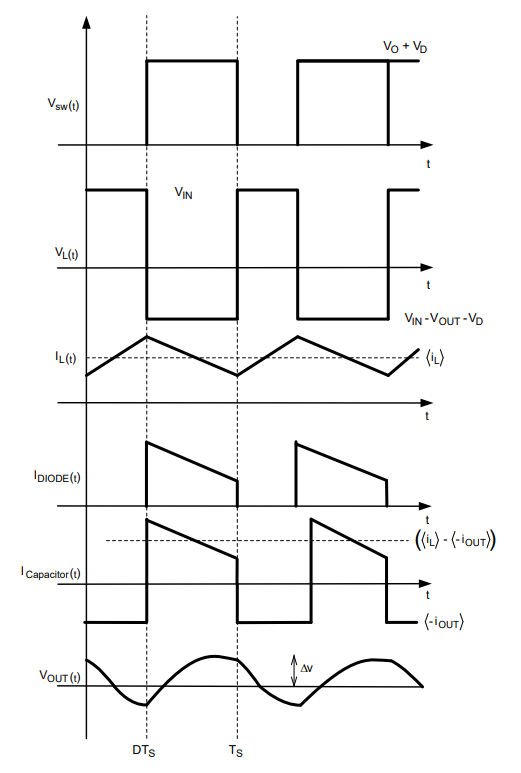 V_O + V_D
V_sw(t)
t
V_IN
V_L(t)
t
V_IN - V_OUT - V_D
I_L(t)
⟨i_L⟩
t
I_DIODE(t)
t
(⟨i_L⟩ - ⟨-i_OUT⟩)
I_Capacitor(t)
t
⟨-i_OUT⟩
V_OUT(t)
Δv
DT_S
T_S